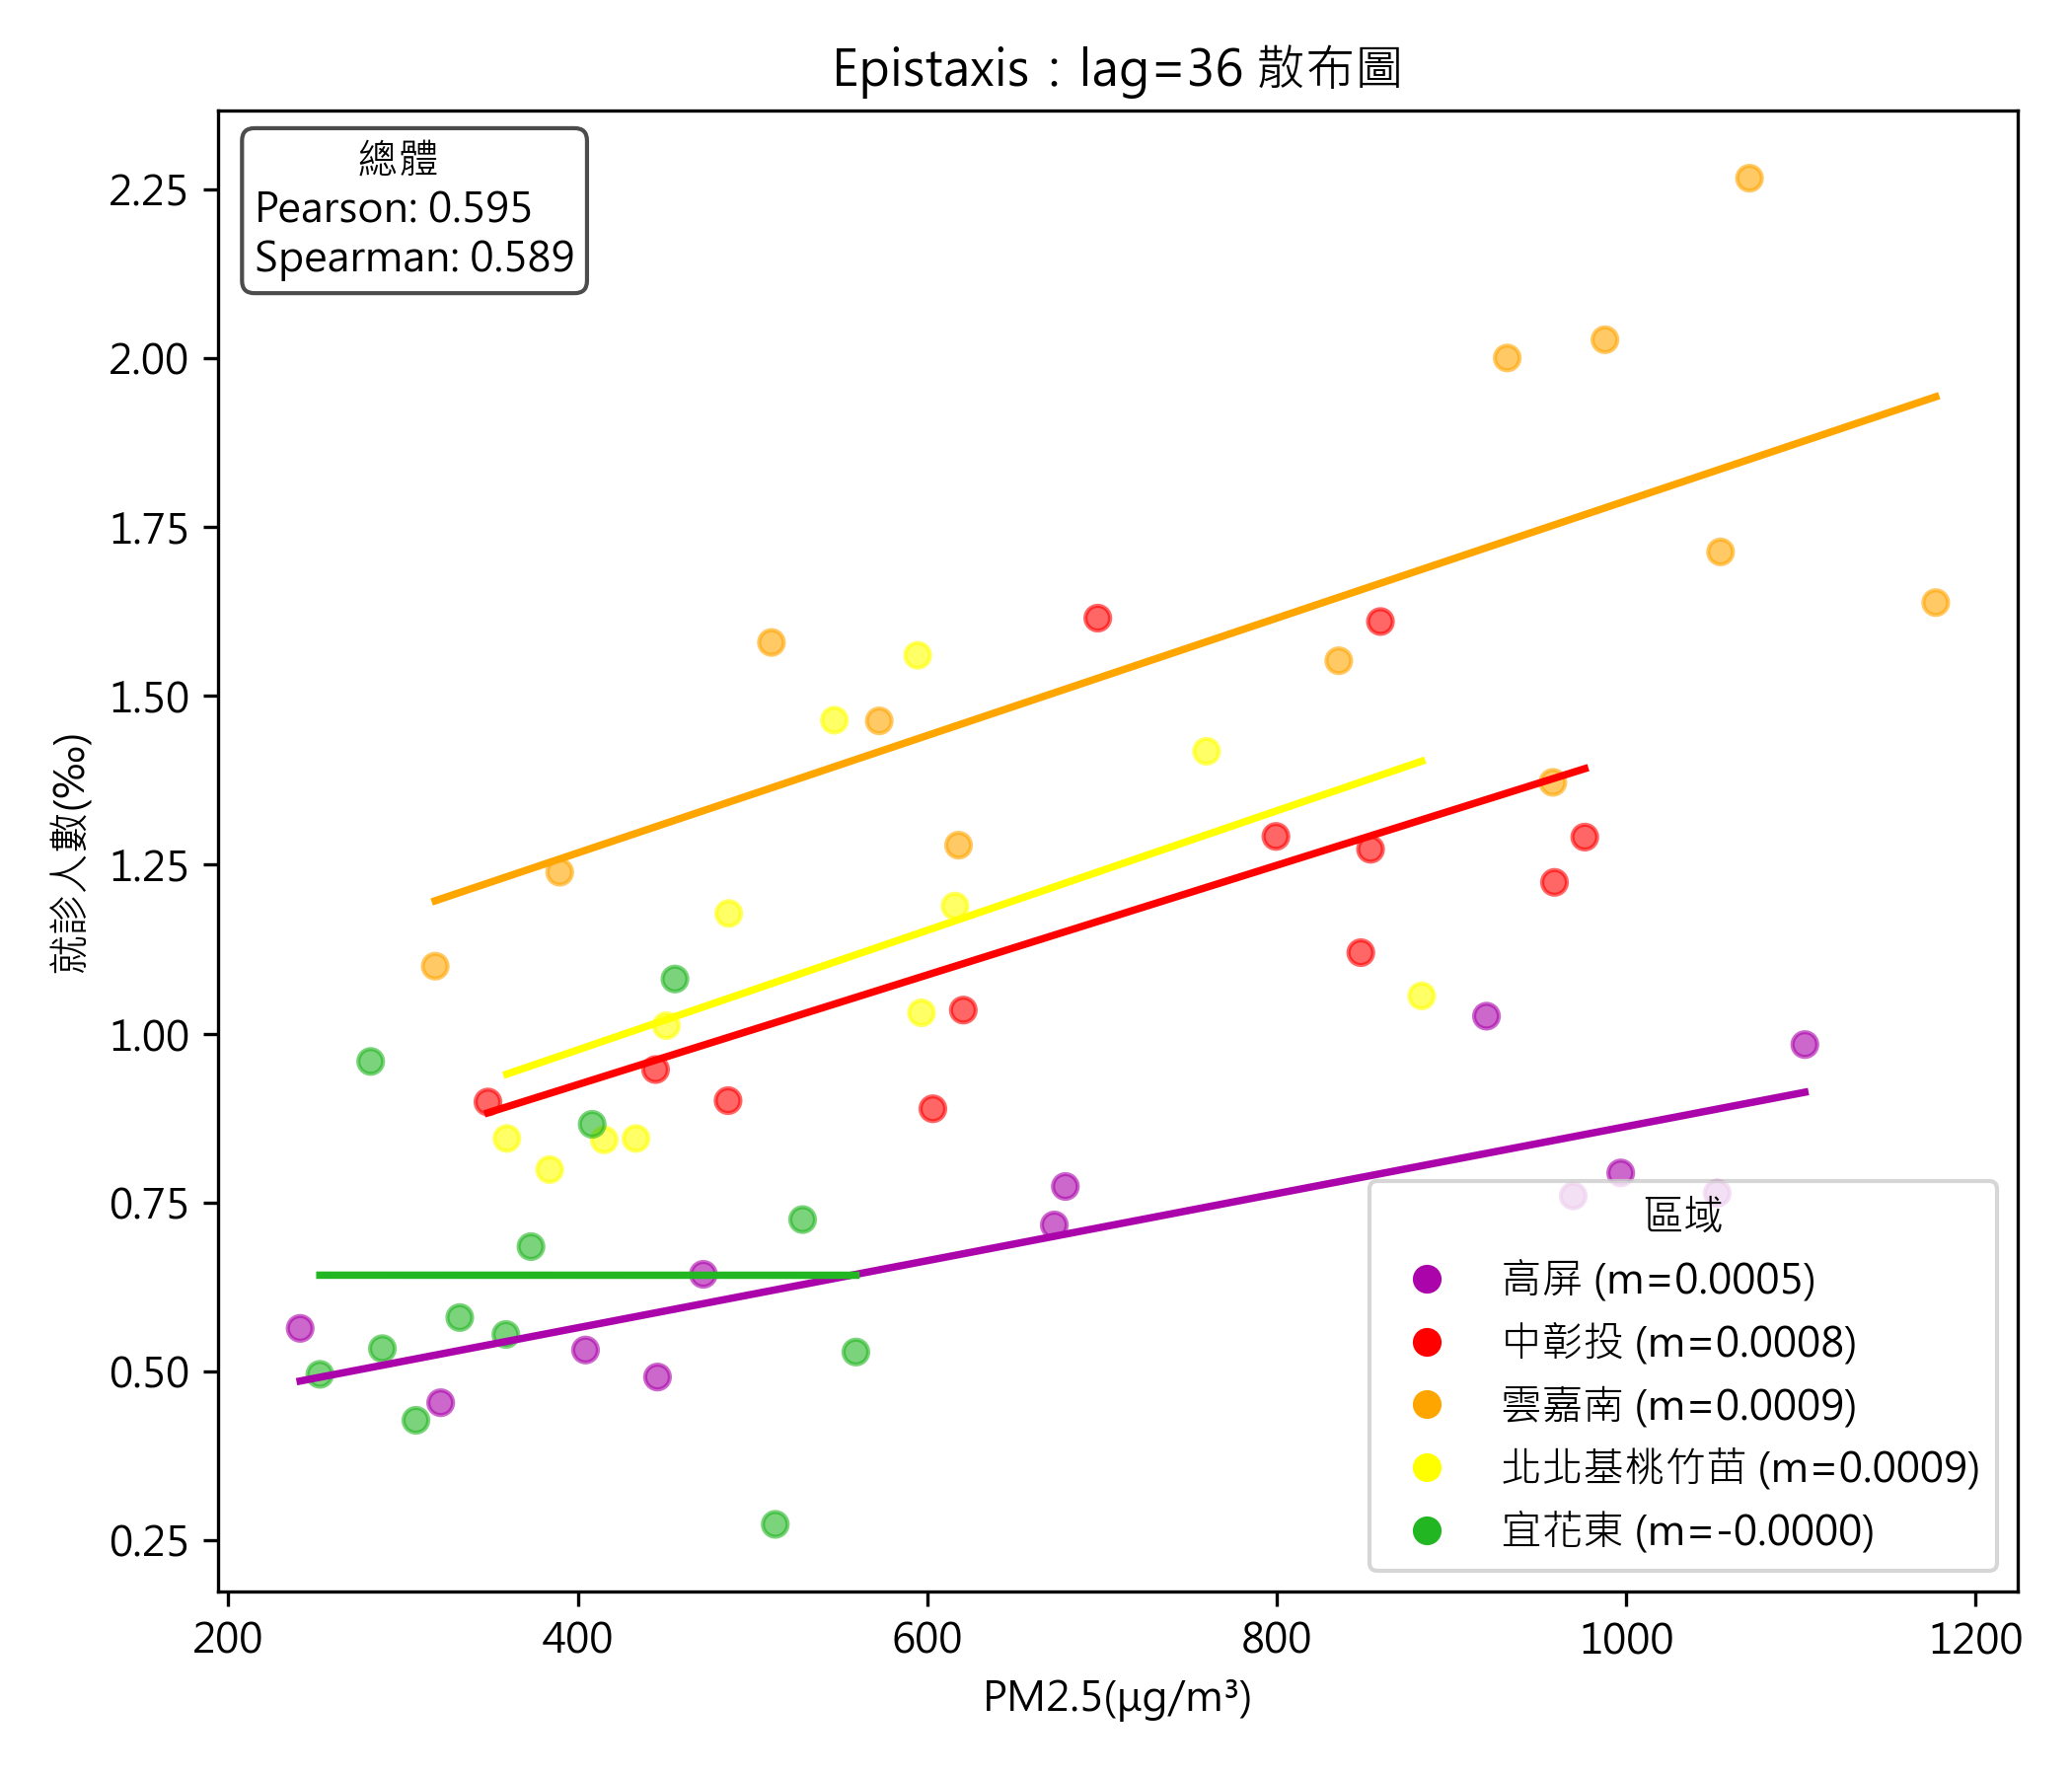 Epistaxis：lag=36 散布圖
總體
Pearson: 0.595
Spearman: 0.589
就診人數(‰)
2.25
2.00
1.75
1.50
1.25
1.00
0.75
0.50
0.25
區域
高屏 (m=0.0005)
中彰投 (m=0.0008)
雲嘉南 (m=0.0009)
北北基桃竹苗 (m=0.0009)
宜花東 (m=-0.0000)
200 400 600 800 1000 1200
PM2.5(μg/m³)